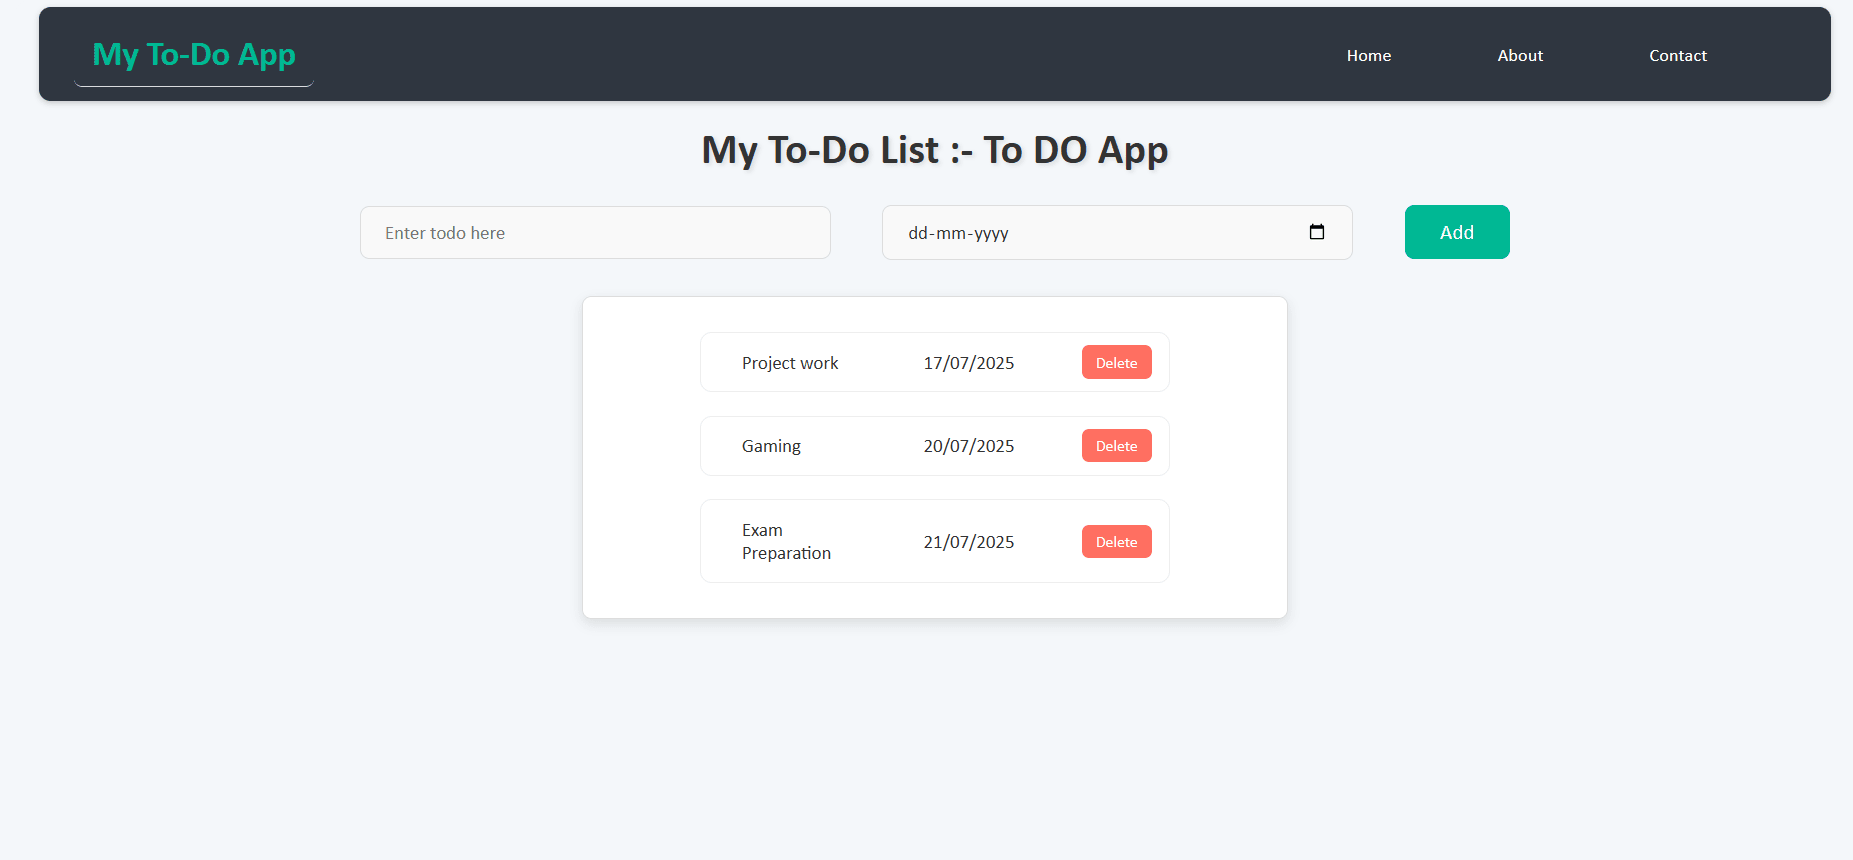 My To-Do App
Home About Contact
My To-Do List :- To DO App
Enter todo here dd-mm-yyyy Add
Project work 17/07/2025 Delete
Gaming 20/07/2025 Delete
Exam
Preparation 21/07/2025 Delete